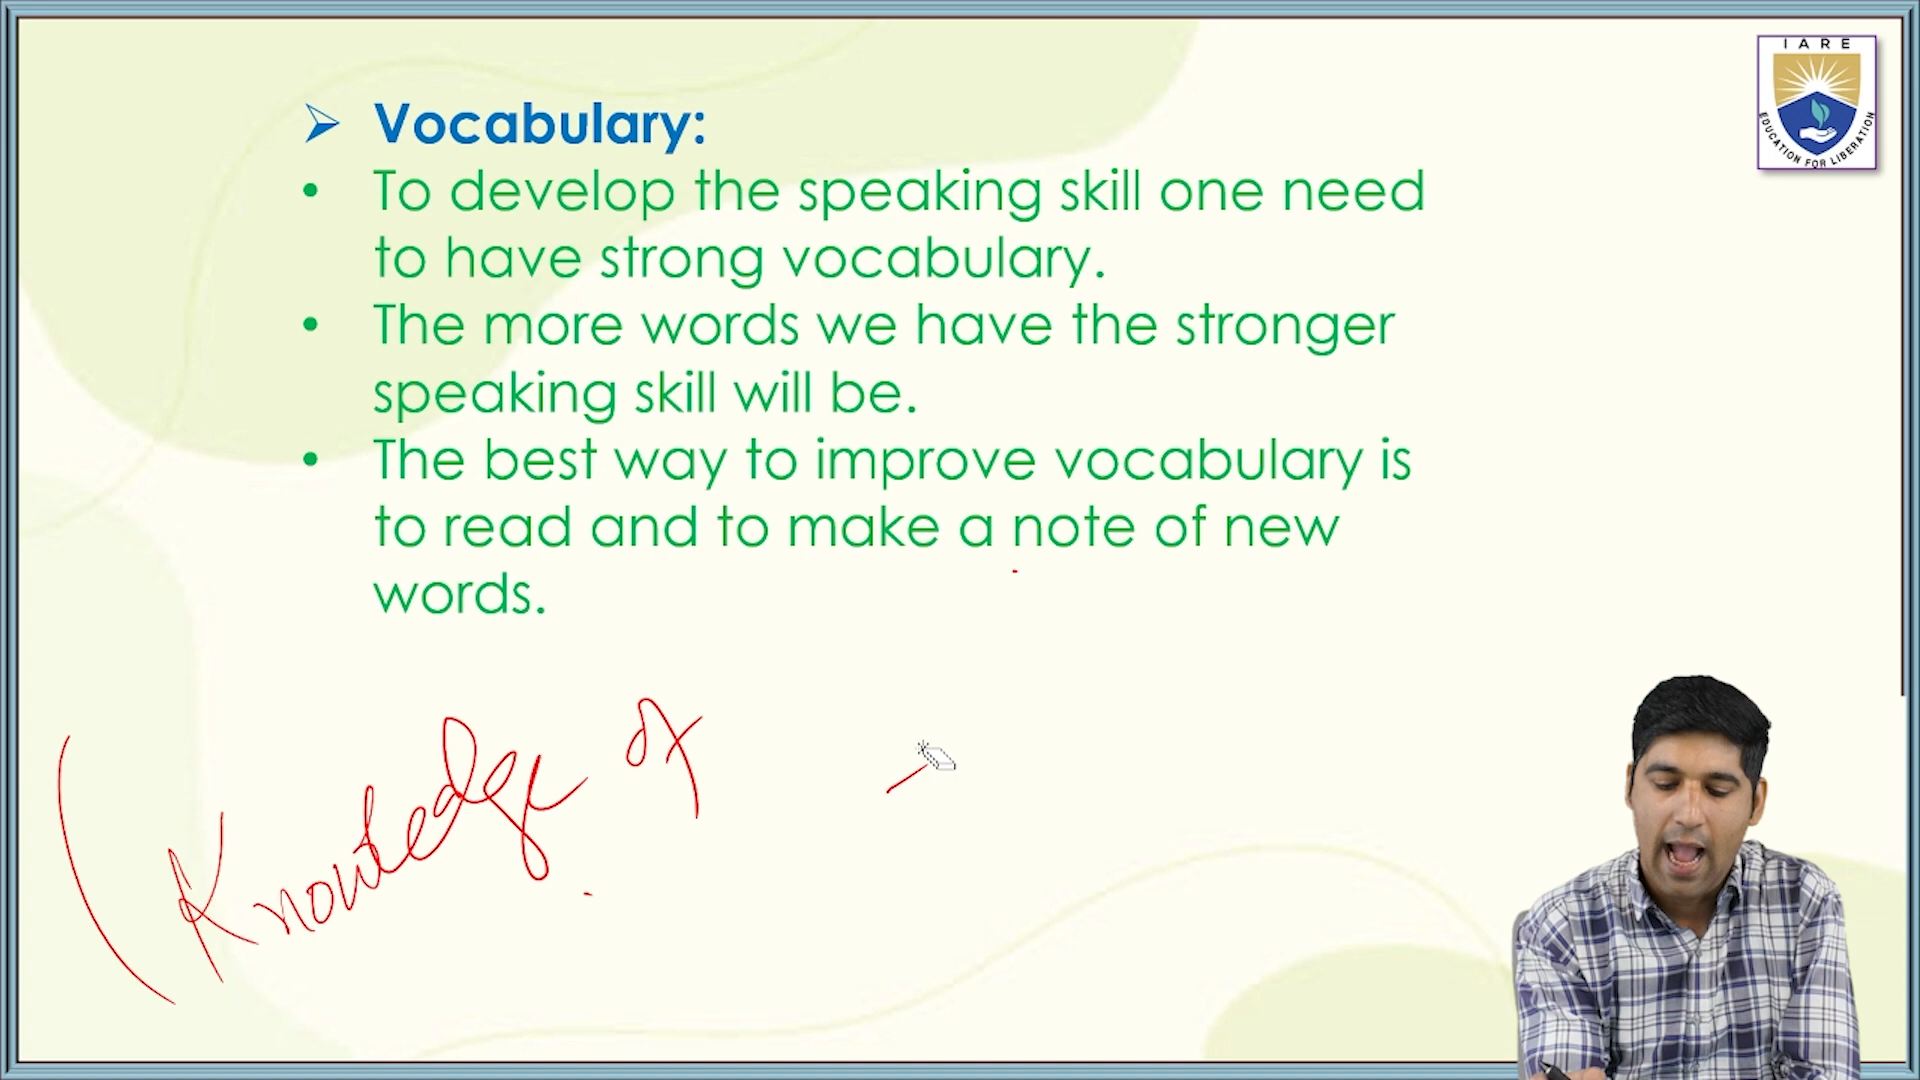 IARE
EDUCATION FOR LIBERATION
Vocabulary:
• To develop the speaking skill one need
to have strong vocabulary.
• The more words we have the stronger
speaking skill will be.
• The best way to improve vocabulary is
to read and to make a note of new
words.
(Knowledge of